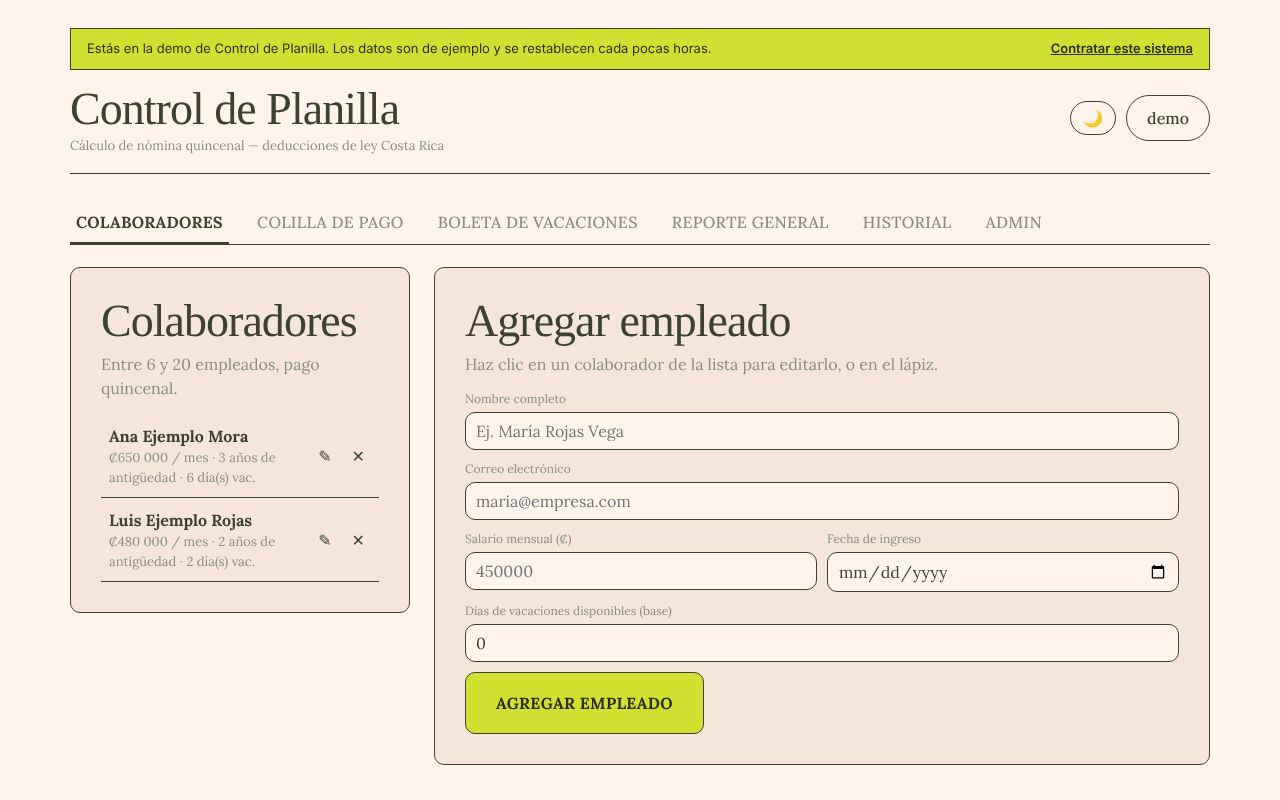 Estás en la demo de Control de Planilla. Los datos son de ejemplo y se restablecen cada pocas horas.
Contratar este sistema
Control de Planilla
Cálculo de nómina quincenal — deducciones de ley Costa Rica
demo
COLABORADORES
COLILLA DE PAGO
BOLETA DE VACACIONES
REPORTE GENERAL
HISTORIAL
ADMIN
Colaboradores
Entre 6 y 20 empleados, pago
quincenal.
Ana Ejemplo Mora
₡650 000 / mes · 3 años de
antigüedad · 6 día(s) vac.
Luis Ejemplo Rojas
₡480 000 / mes · 2 años de
antigüedad · 2 día(s) vac.
Agregar empleado
Haz clic en un colaborador de la lista para editarlo, o en el lápiz.
Nombre completo
Ej. María Rojas Vega
Correo electrónico
maria@empresa.com
Salario mensual (₡)
Fecha de ingreso
450000
mm/dd/yyyy
Días de vacaciones disponibles (base)
0
AGREGAR EMPLEADO